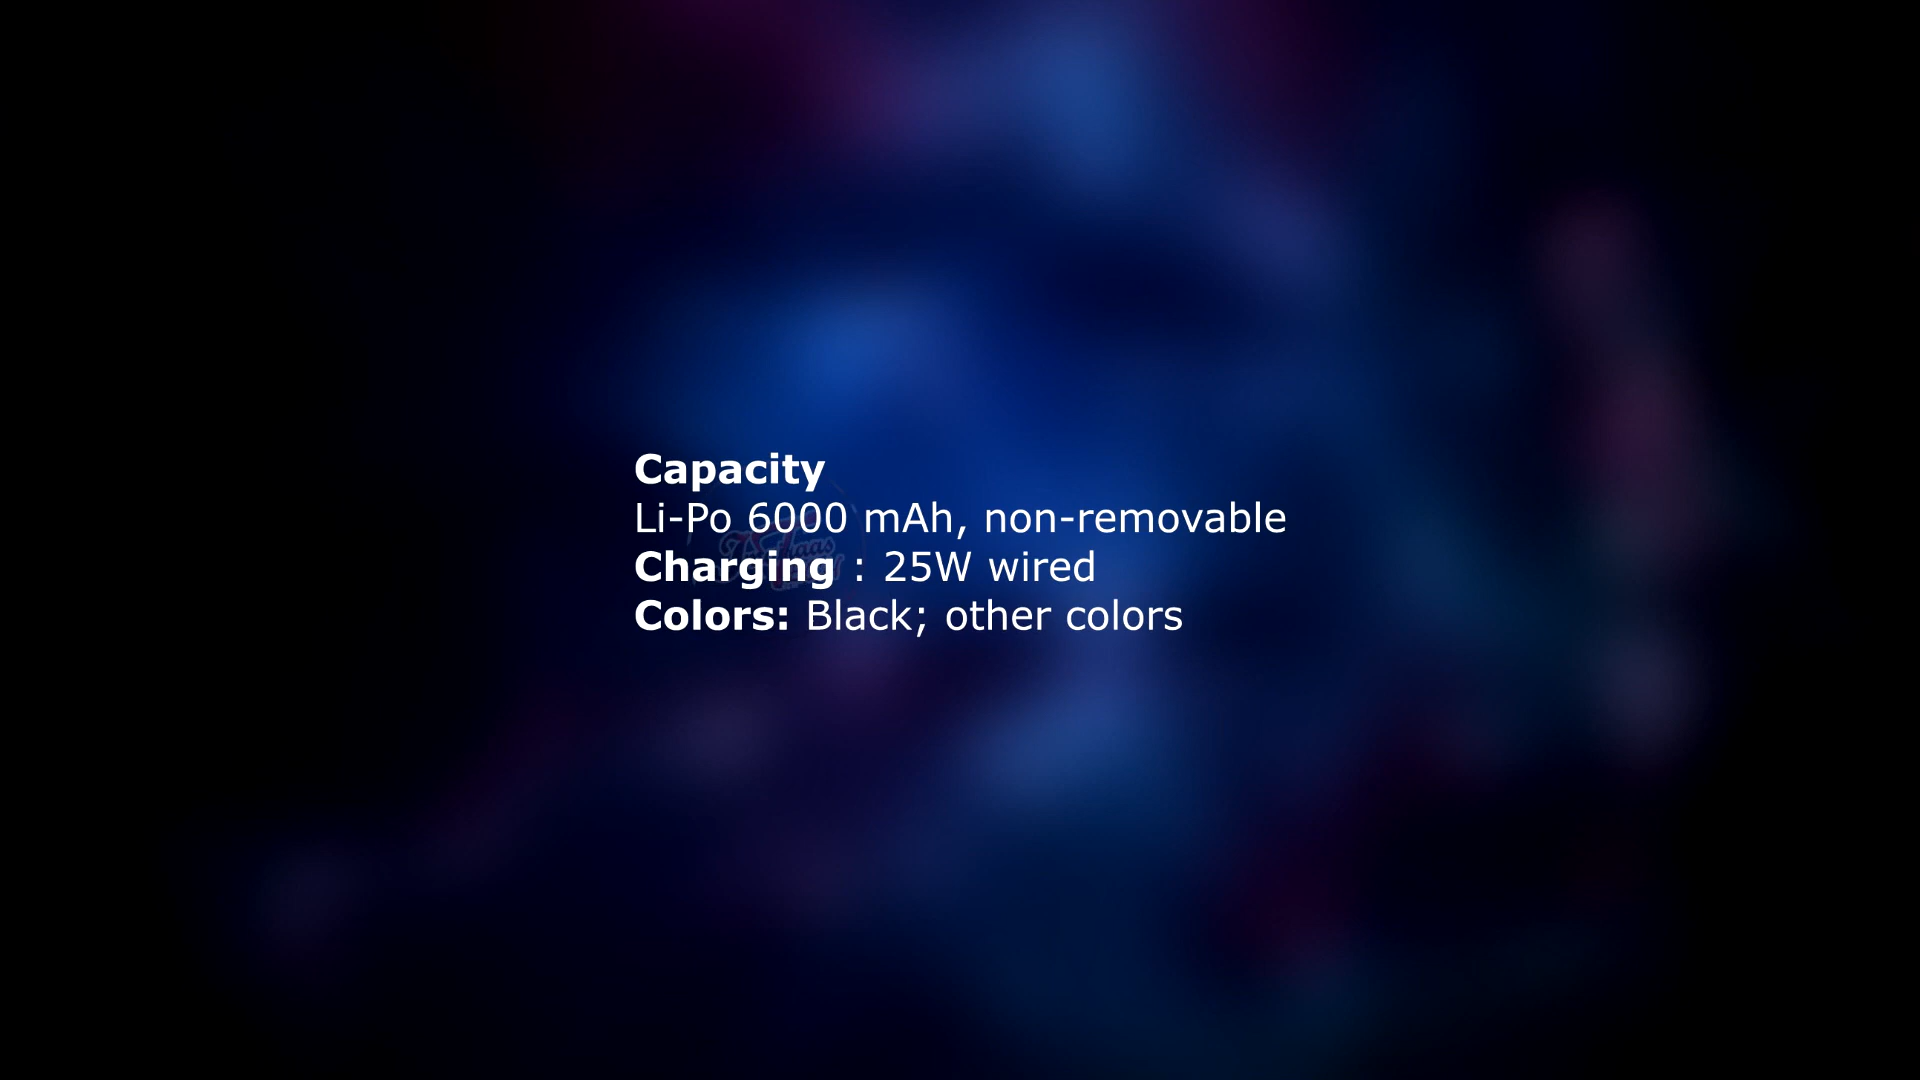 Capacity
Li-Po 6000 mAh, non-removable
Charging : 25W wired
Colors: Black; other colors